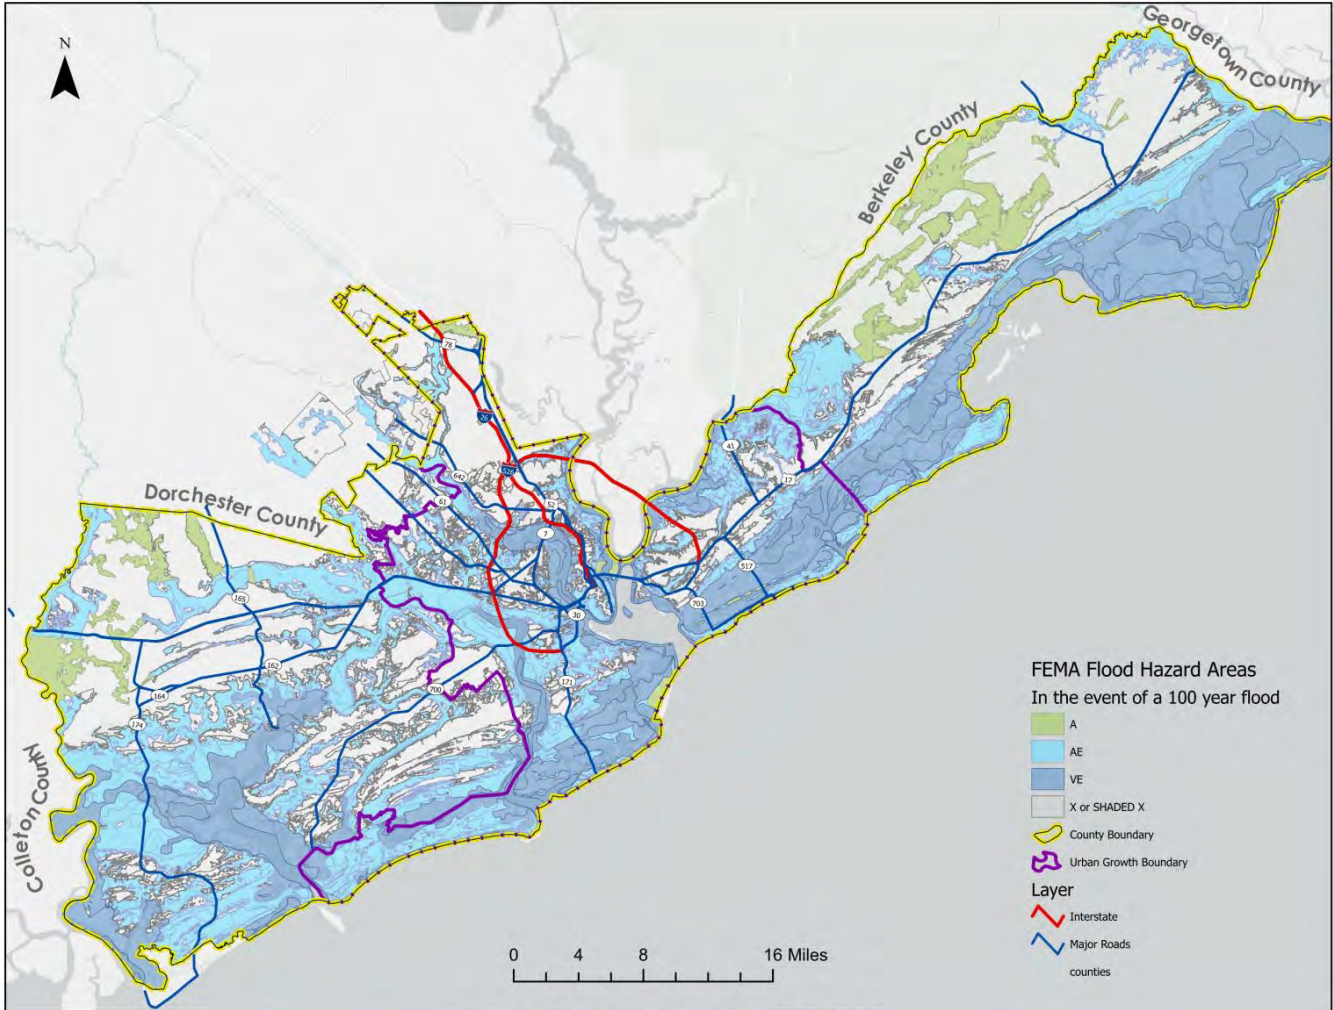 N
Georgetown County
Berkeley County
78
26
526
41
17
642
61
52
7
Dorchester County
517
703
165
30
162
171
164
700
174
Colleton County
FEMA Flood Hazard Areas
In the event of a 100 year flood
A
AE
VE
X or SHADED X
County Boundary
Urban Growth Boundary
Layer
Interstate
Major Roads
counties
0 4 8 16 Miles